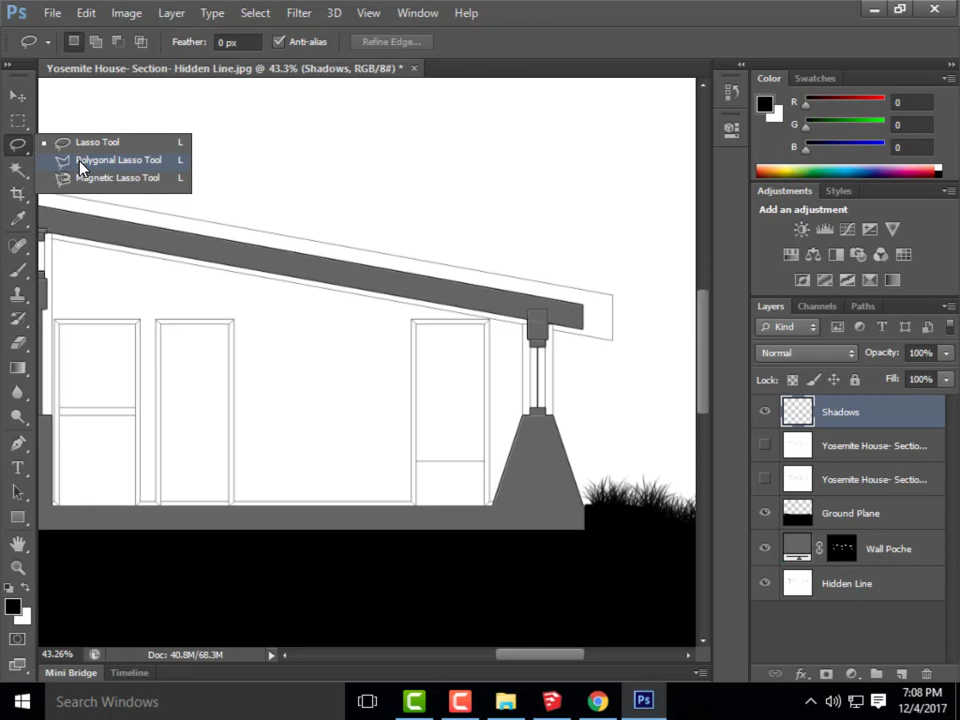 Ps File Edit Image Layer Type Select Filter 3D View Window Help
Feather: 0 px Anti-alias Refine Edge...
Yosemite House- Section- Hidden Line.jpg @ 43.3% (Shadows, RGB/8#) *
Color Swatches
R 0
G 0
B 0
Lasso Tool L
Polygonal Lasso Tool L
Magnetic Lasso Tool L
Adjustments Styles
Add an adjustment
Layers Channels Paths
Kind
Normal Opacity: 100%
Lock: Fill: 100%
Shadows
Yosemite House- Sectio...
Yosemite House- Sectio...
Ground Plane
Wall Poche
Hidden Line
43.26% Doc: 40.8M/68.3M
Mini Bridge Timeline
Search Windows
7:08 PM
12/4/2017